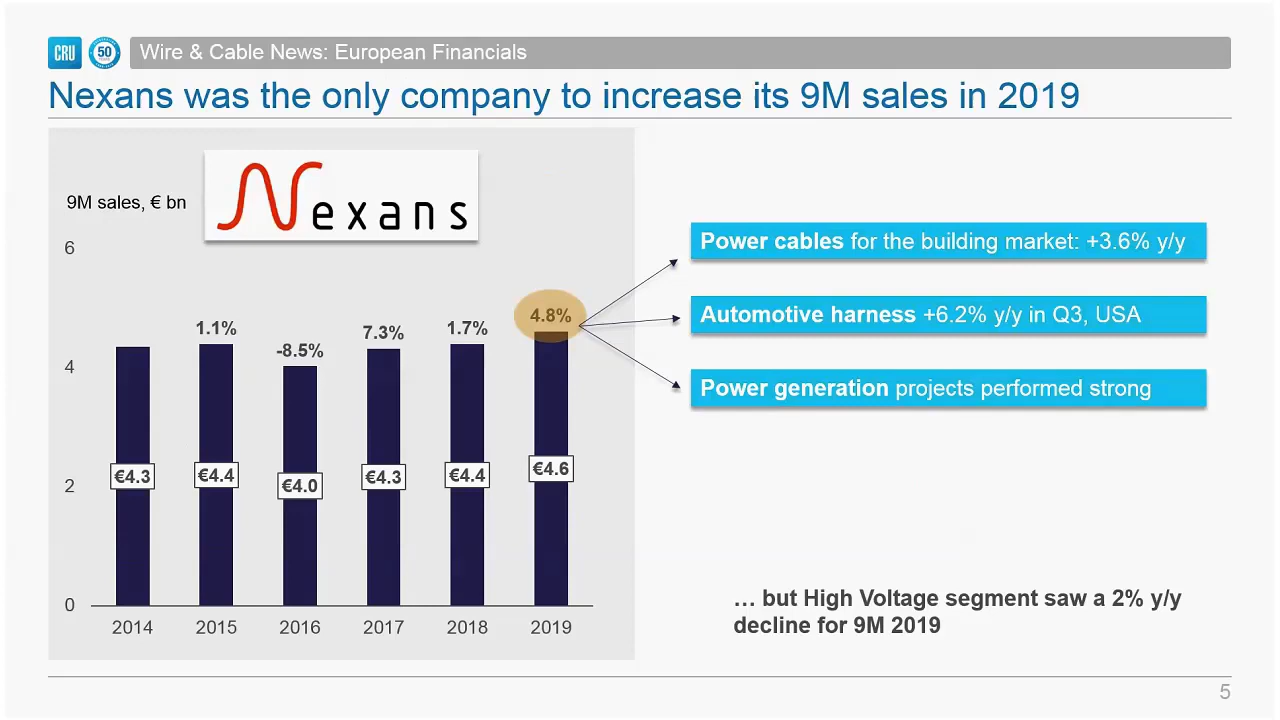 CRU
50
YEARS
Wire & Cable News: European Financials
Nexans was the only company to increase its 9M sales in 2019
Nexans
9M sales, € bn
6
4
2
0
1.1%
-8.5%
7.3%
1.7%
4.8%
€4.3
€4.4
€4.0
€4.3
€4.4
€4.6
2014
2015
2016
2017
2018
2019
Power cables for the building market: +3.6% y/y
Automotive harness +6.2% y/y in Q3, USA
Power generation projects performed strong
… but High Voltage segment saw a 2% y/y
decline for 9M 2019
5